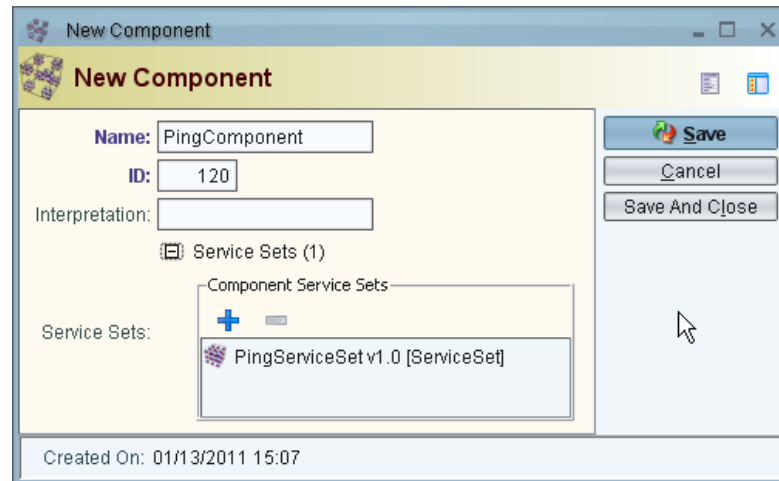 New Component
New Component
Name: PingComponent
Save
ID: 120
Cancel
Interpretation:
Save And Close
Service Sets (1)
Component Service Sets
Service Sets:
PingServiceSet v1.0 [ServiceSet]
Created On: 01/13/2011 15:07